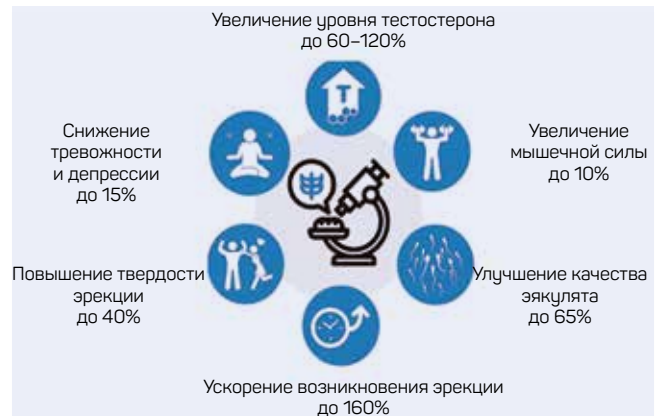 Увеличение уровня тестостерона
до 60–120%
Увеличение
мышечной силы
до 10%
Улучшение качества
эякулята
до 65%
Ускорение возникновения эрекции
до 160%
Повышение твердости
эрекции
до 40%
Снижение
тревожности
и депрессии
до 15%
T